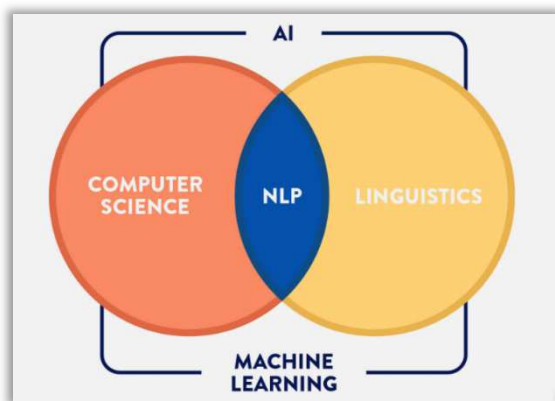 AI
COMPUTER
SCIENCE
NLP
LINGUISTICS
MACHINE
LEARNING